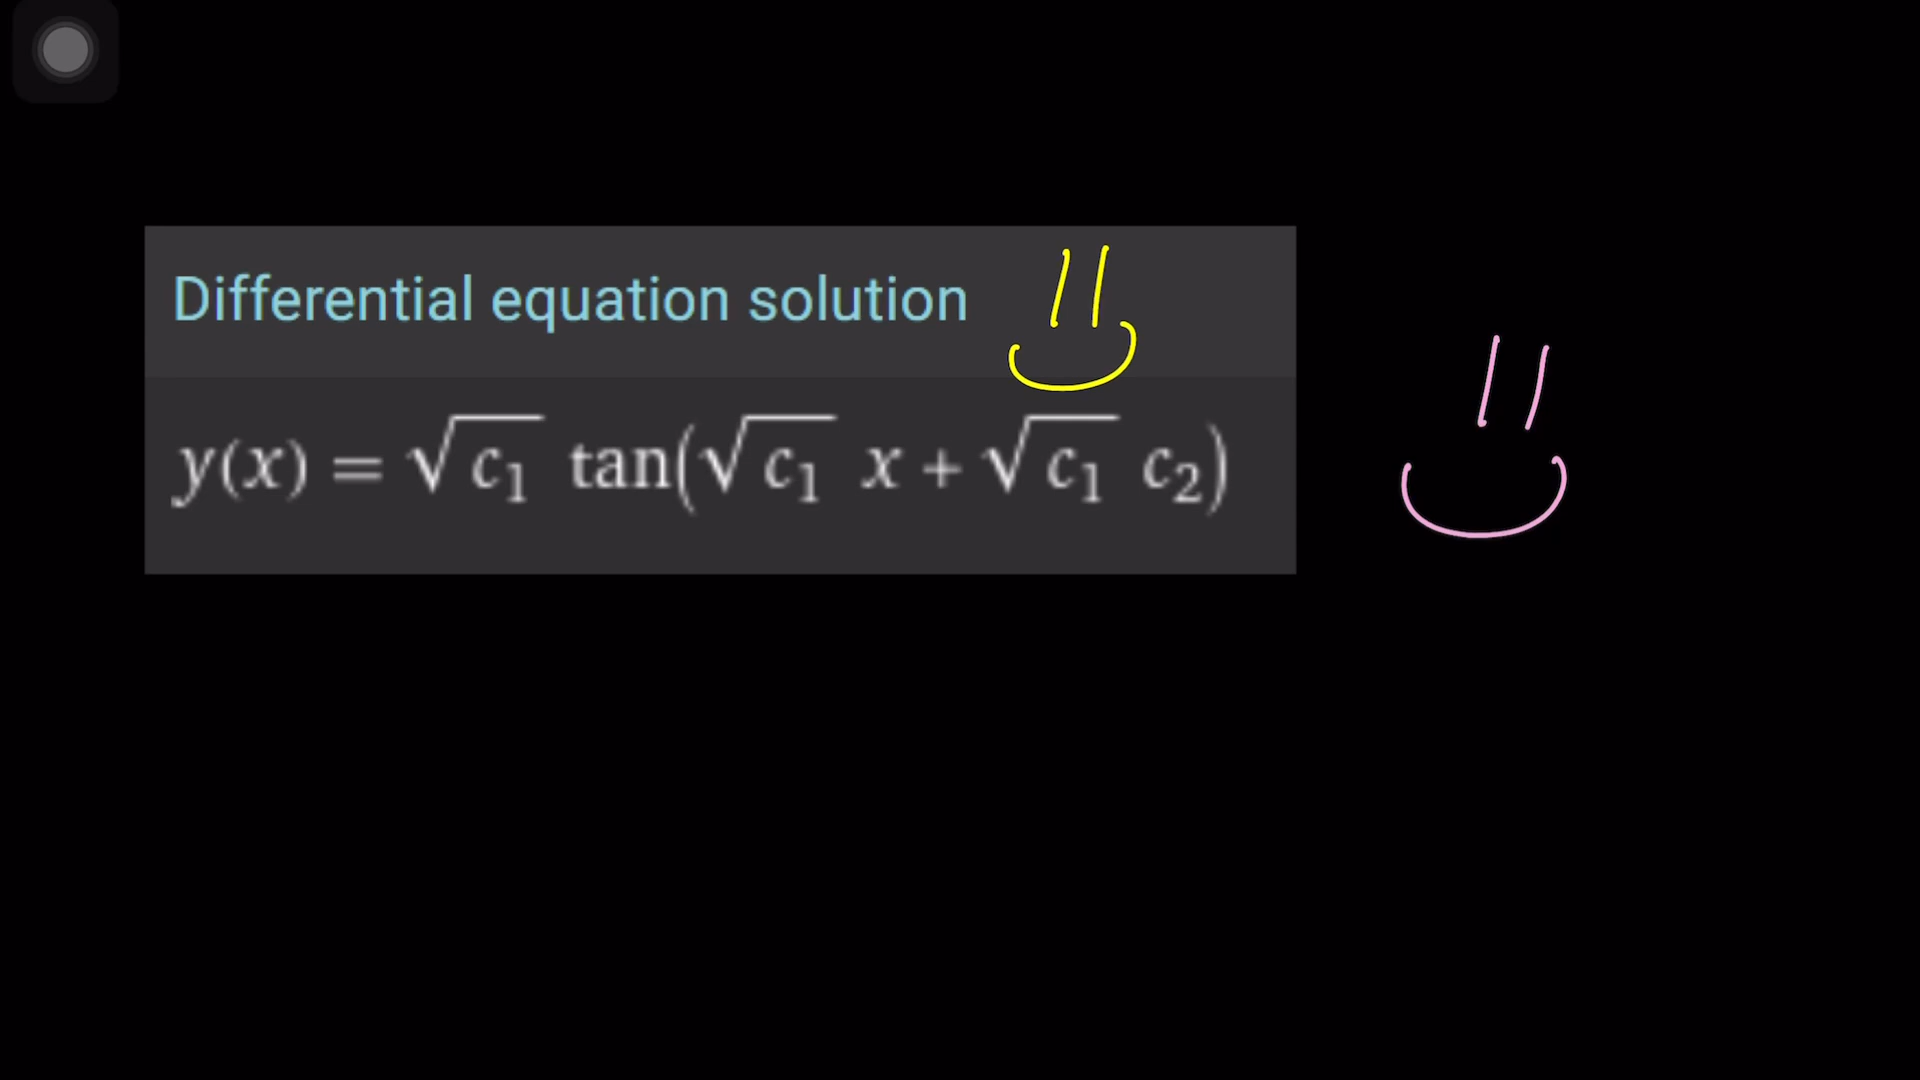 Differential equation solution
y(x) = √c₁ tan(√c₁ x + √c₁ c₂)